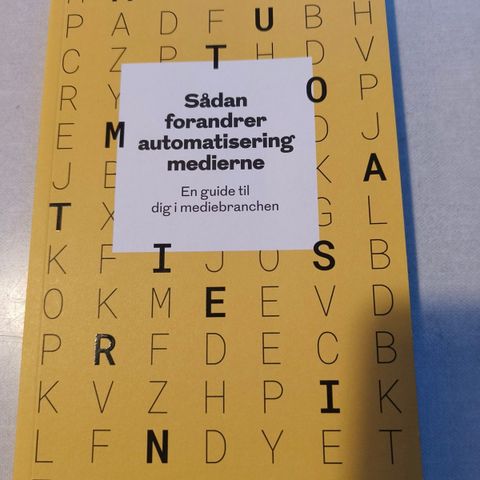 P A D F U B H
C Z T H D V
R Y O P
E M J
J K A
T X G L
K F I J O S B
O K M E E V D
P R F D E C B
K V Z H P I K
L F N D Y E T
Sådan
forandrer
automatisering
medierne
En guide til
dig i mediebranchen